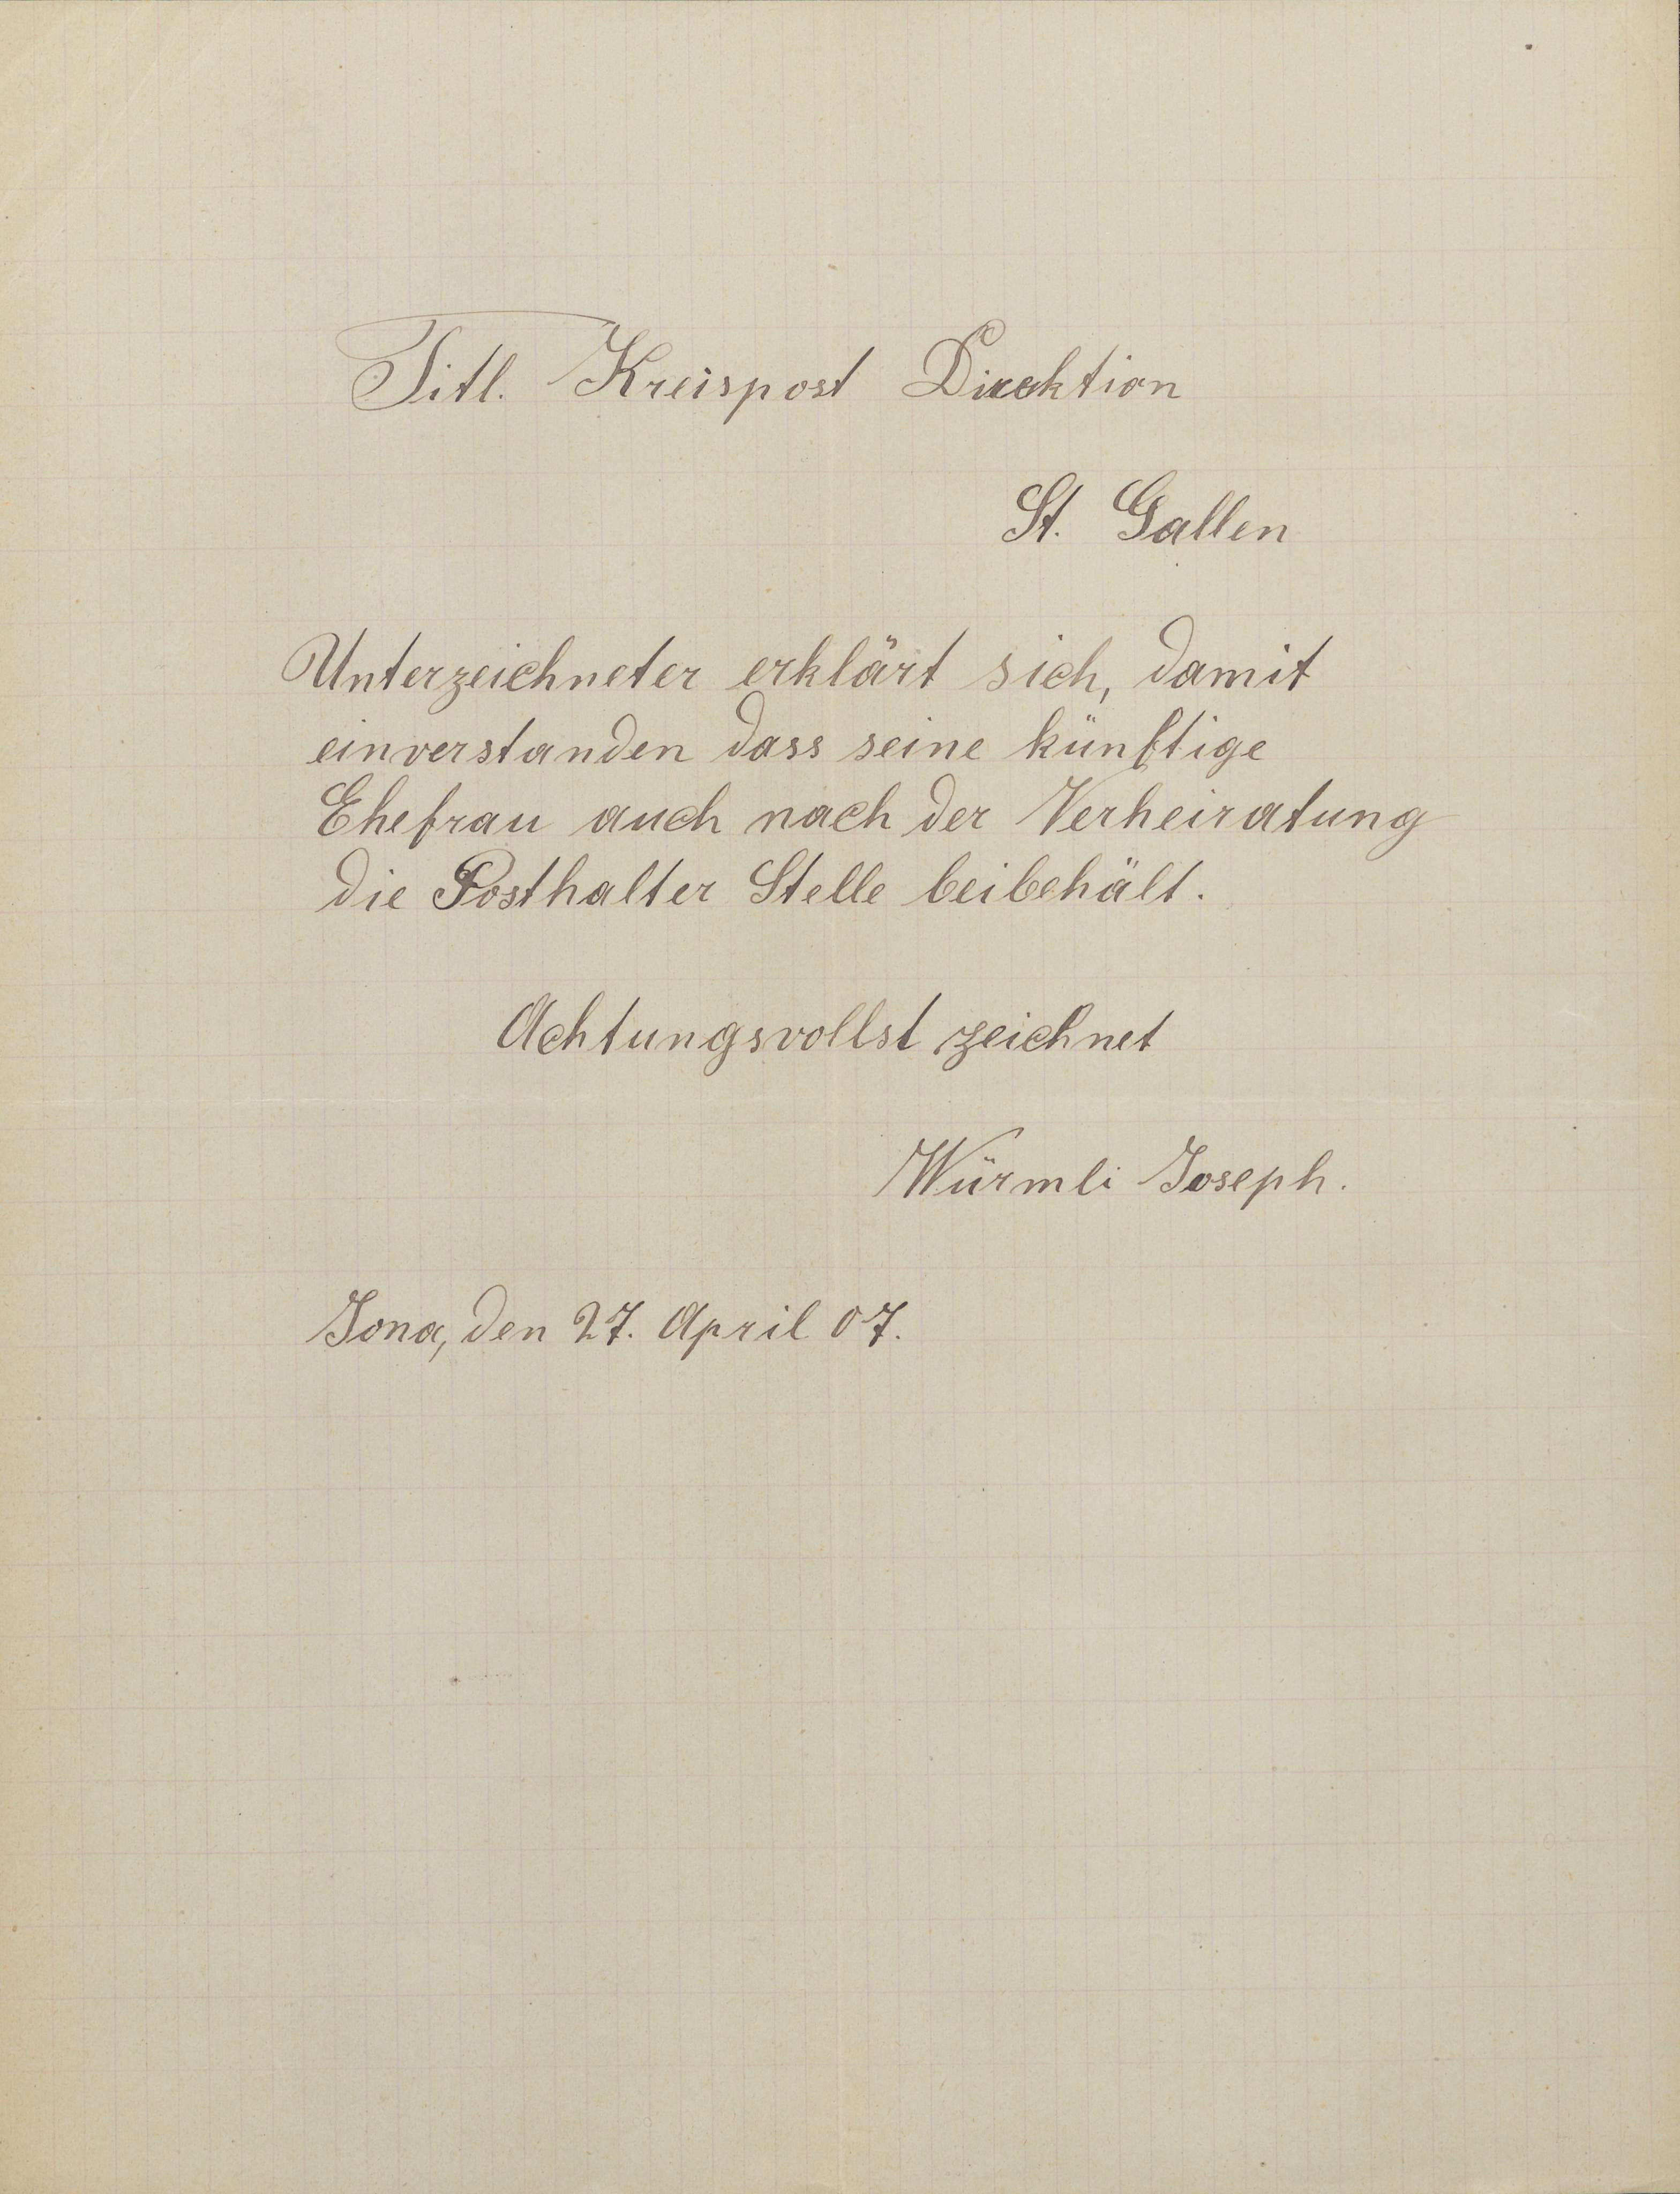 Titl. Kreispost Direktion
St. Gallen
Unterzeichneter erklärt sich, damit
einverstanden dass seine künftige
Ehefrau auch nach der Verheiratung
die Posthalter Stelle beibehält.
Achtungsvollst zeichnet
Würmli Joseph.
Jona, den 27. April 07.